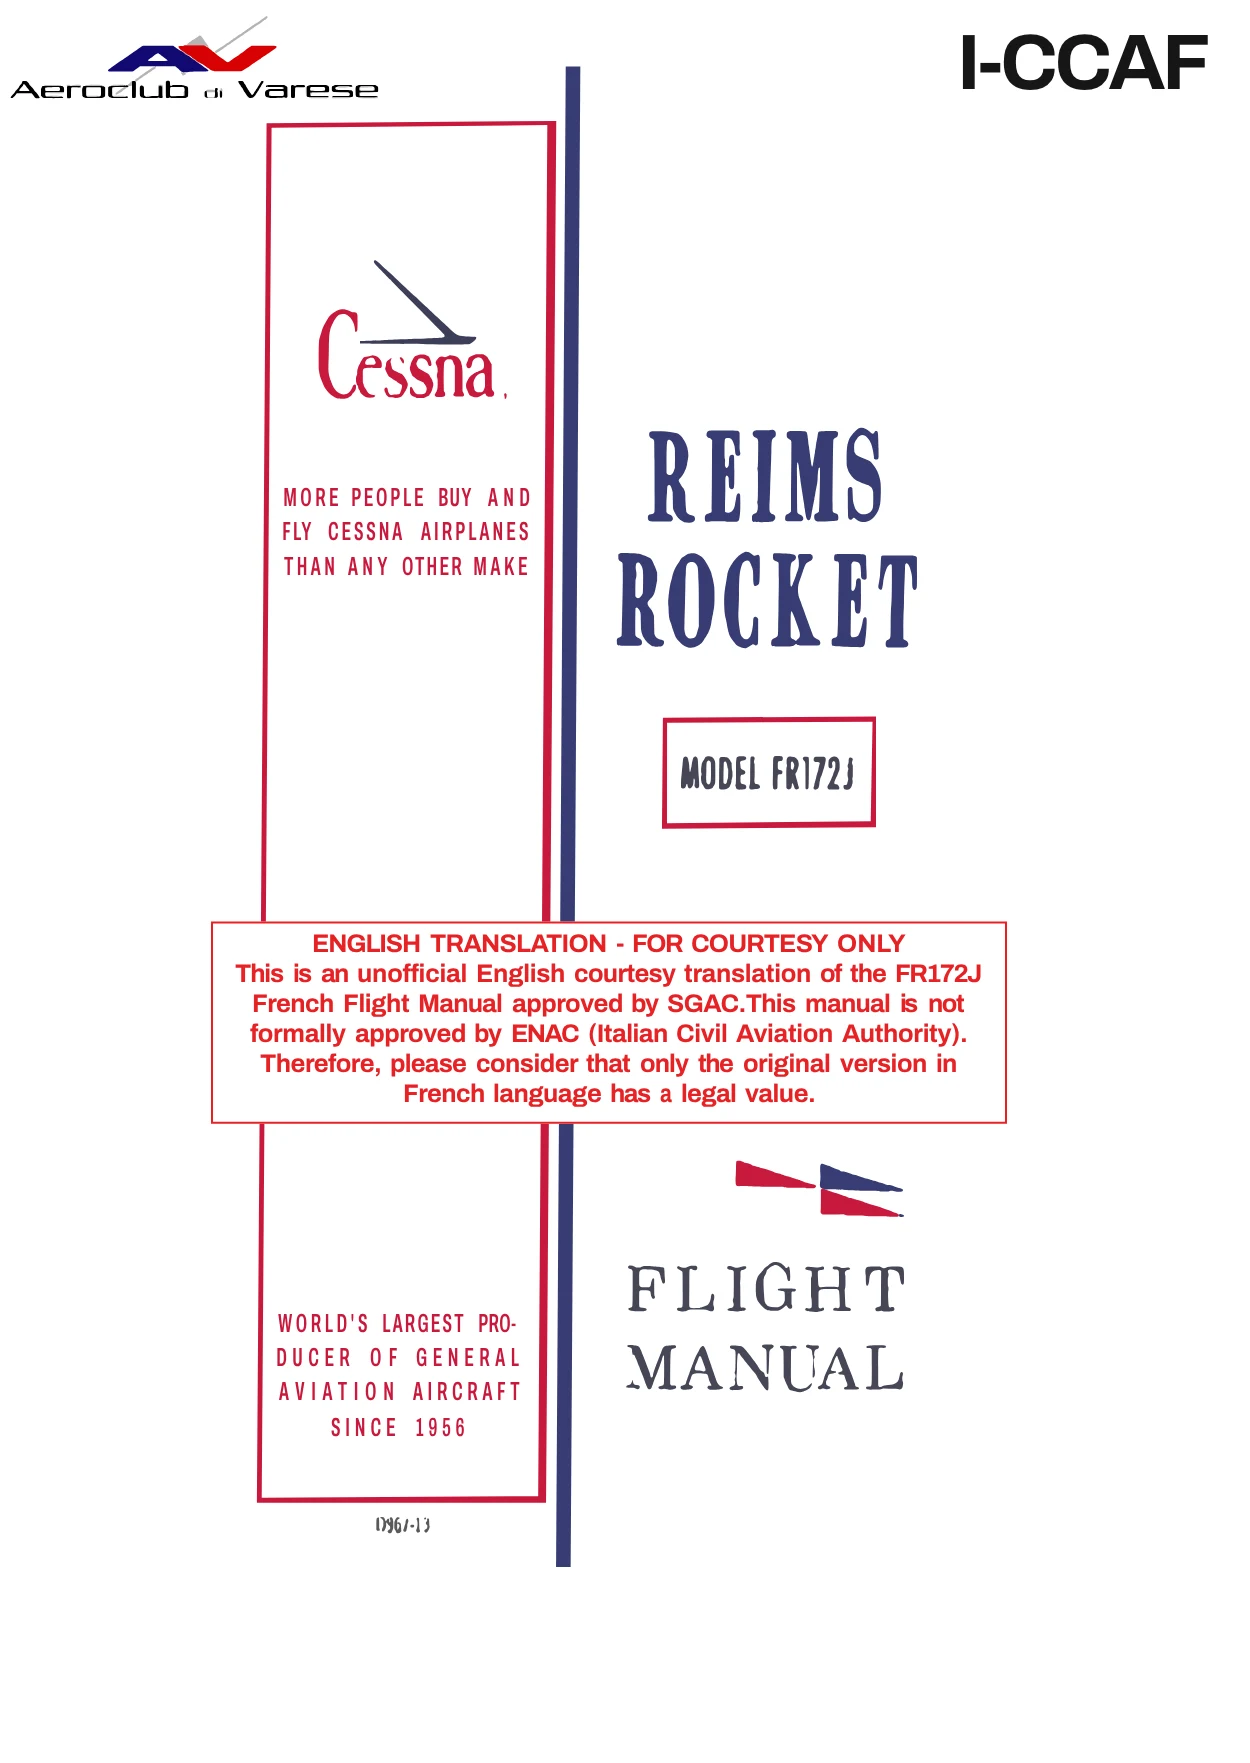 Aeroclub di Varese
I-CCAF
Cessna
MORE PEOPLE BUY AND
FLY CESSNA AIRPLANES
THAN ANY OTHER MAKE
REIMS
ROCKET
MODEL FR172J
ENGLISH TRANSLATION - FOR COURTESY ONLY
This is an unofficial English courtesy translation of the FR172J
French Flight Manual approved by SGAC.This manual is not
formally approved by ENAC (Italian Civil Aviation Authority).
Therefore, please consider that only the original version in
French language has a legal value.
FLIGHT
MANUAL
WORLD'S LARGEST PRO-
DUCER OF GENERAL
AVIATION AIRCRAFT
SINCE 1956